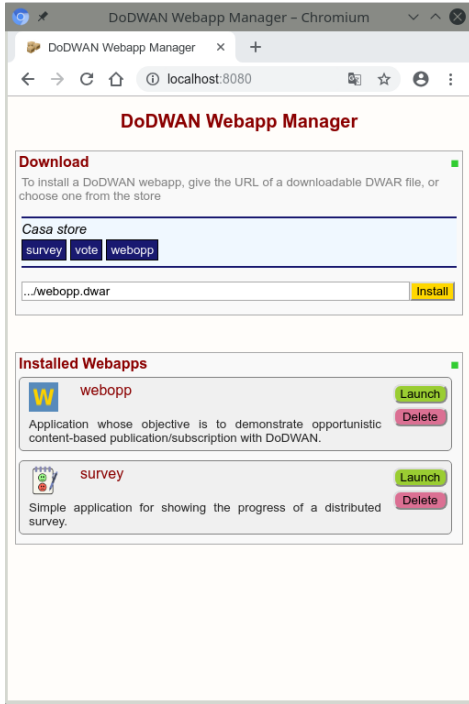 DoDWAN Webapp Manager – Chromium
DoDWAN Webapp Manager
localhost:8080
DoDWAN Webapp Manager
Download
To install a DoDWAN webapp, give the URL of a downloadable DWAR file, or
choose one from the store
Casa store
survey vote webopp
.../webopp.dwar Install
Installed Webapps
W webopp Launch
Delete
Application whose objective is to demonstrate opportunistic
content-based publication/subscription with DoDWAN.
survey Launch
Delete
Simple application for showing the progress of a distributed
survey.